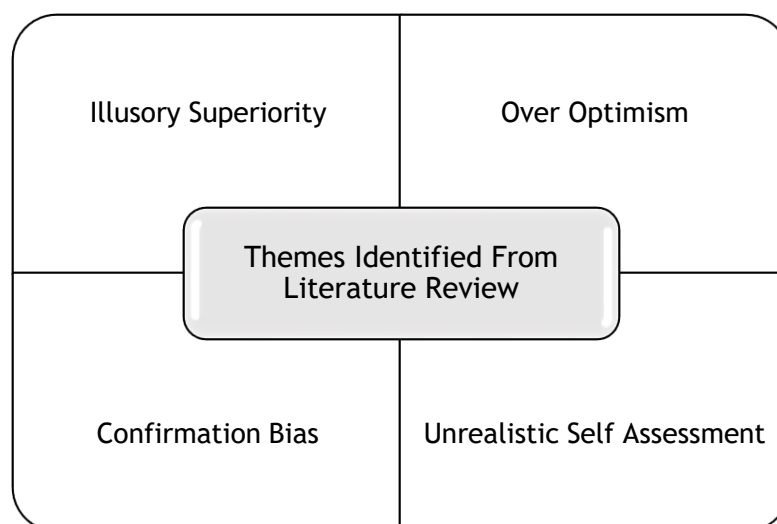 Illusory Superiority
Over Optimism
Themes Identified From
Literature Review
Confirmation Bias
Unrealistic Self Assessment